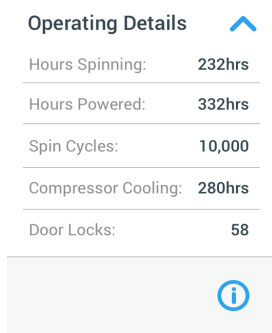 Operating Details
Hours Spinning: 232hrs
Hours Powered: 332hrs
Spin Cycles: 10,000
Compressor Cooling: 280hrs
Door Locks: 58